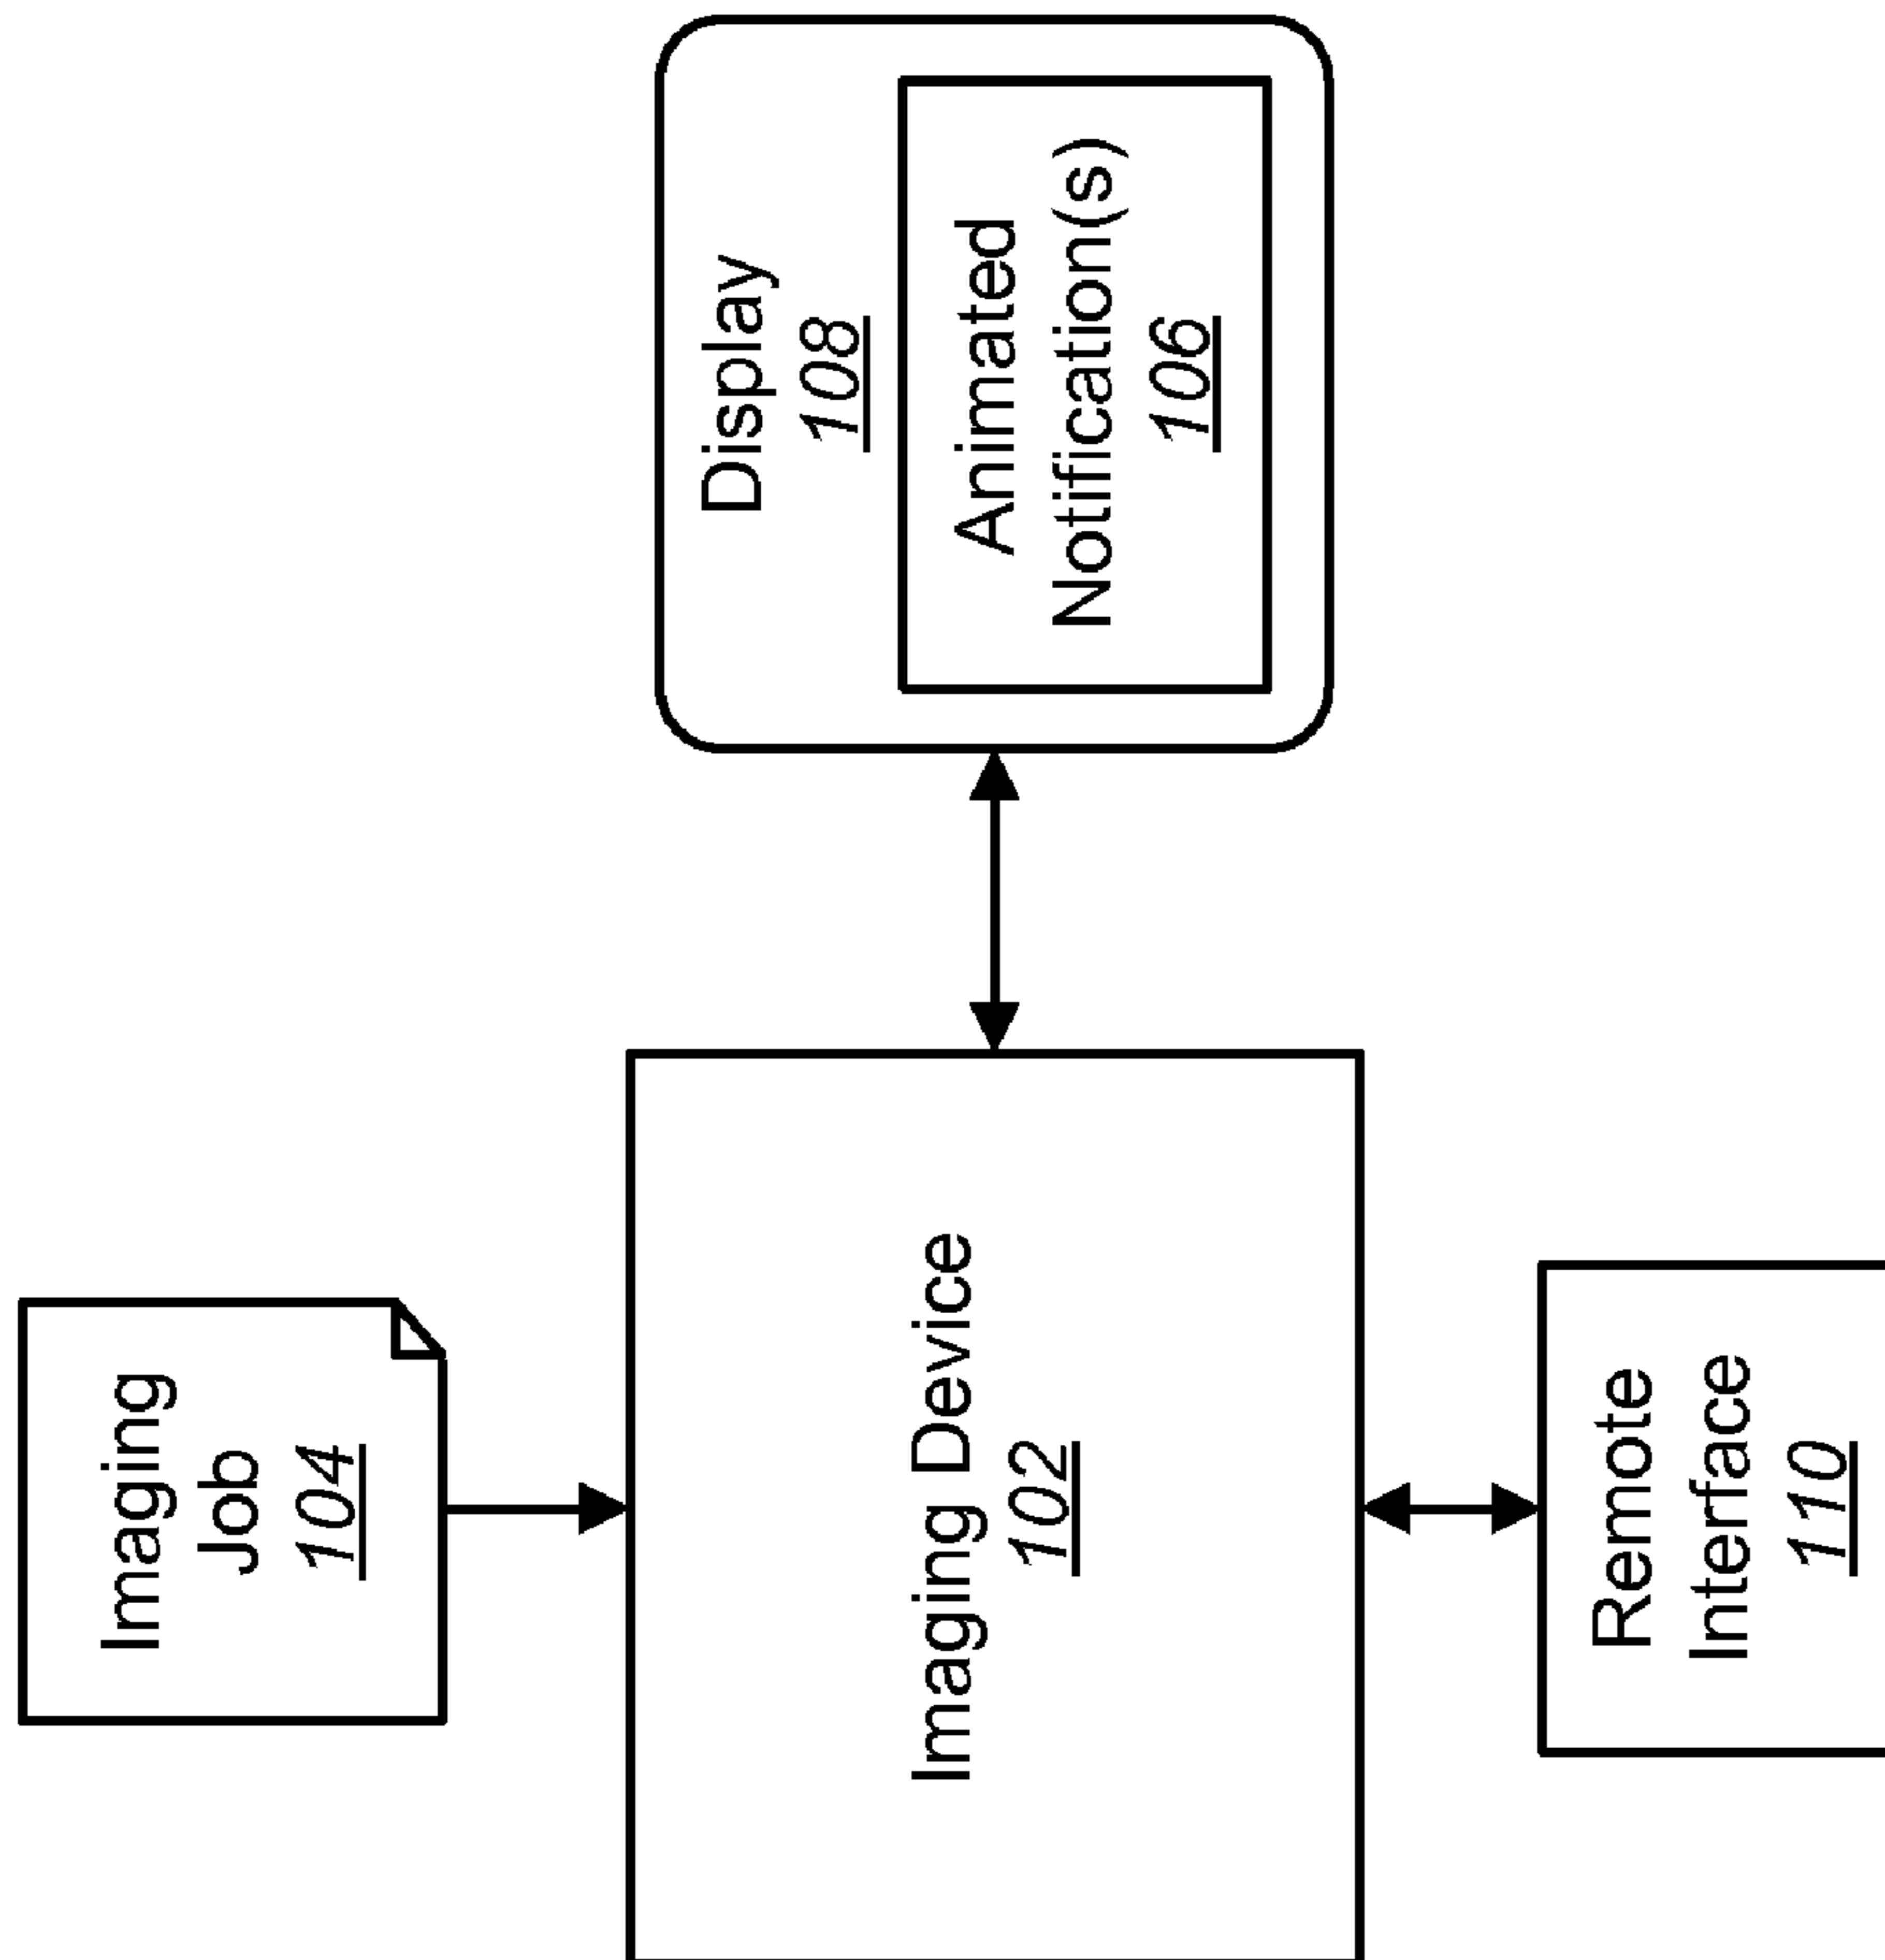 Imaging
Job
104
Imaging Device
102
Display
108
Animated
Notification(s)
106
Remote
Interface
110